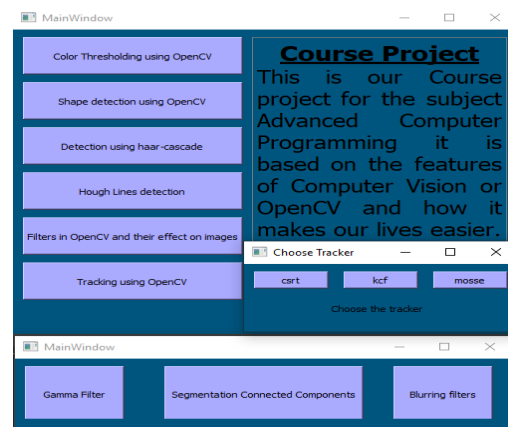 MainWindow
Color Thresholding using OpenCV
Shape detection using OpenCV
Detection using haar-cascade
Hough Lines detection
Filters in OpenCV and their effect on images
Tracking using OpenCV
Course Project
This is our Course
project for the subject
Advanced Computer
Programming it is
based on the features
of Computer Vision or
OpenCV and how it
makes our lives easier.
Choose Tracker
csrt kcf mosse
Choose the tracker
MainWindow
Gamma Filter Segmentation Connected Components Blurring filters